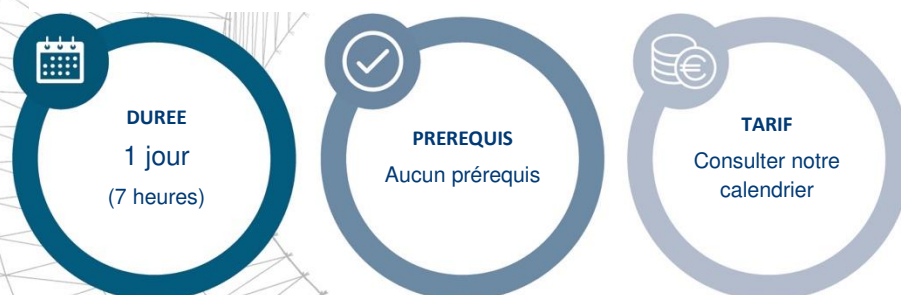 DUREE
1 jour
(7 heures)
PREREQUIS
Aucun prérequis
TARIF
Consulter notre
calendrier